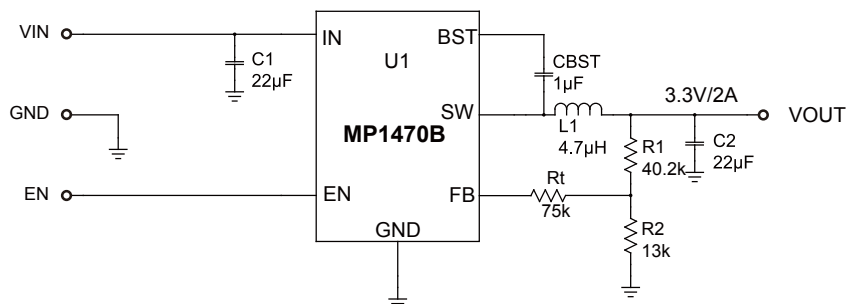 VIN
IN
BST
U1
C1
22µF
CBST
1µF
GND
SW
3.3V/2A
VOUT
MP1470B
L1
4.7µH
R1
40.2k
C2
22µF
EN
EN
FB
Rt
75k
GND
R2
13k